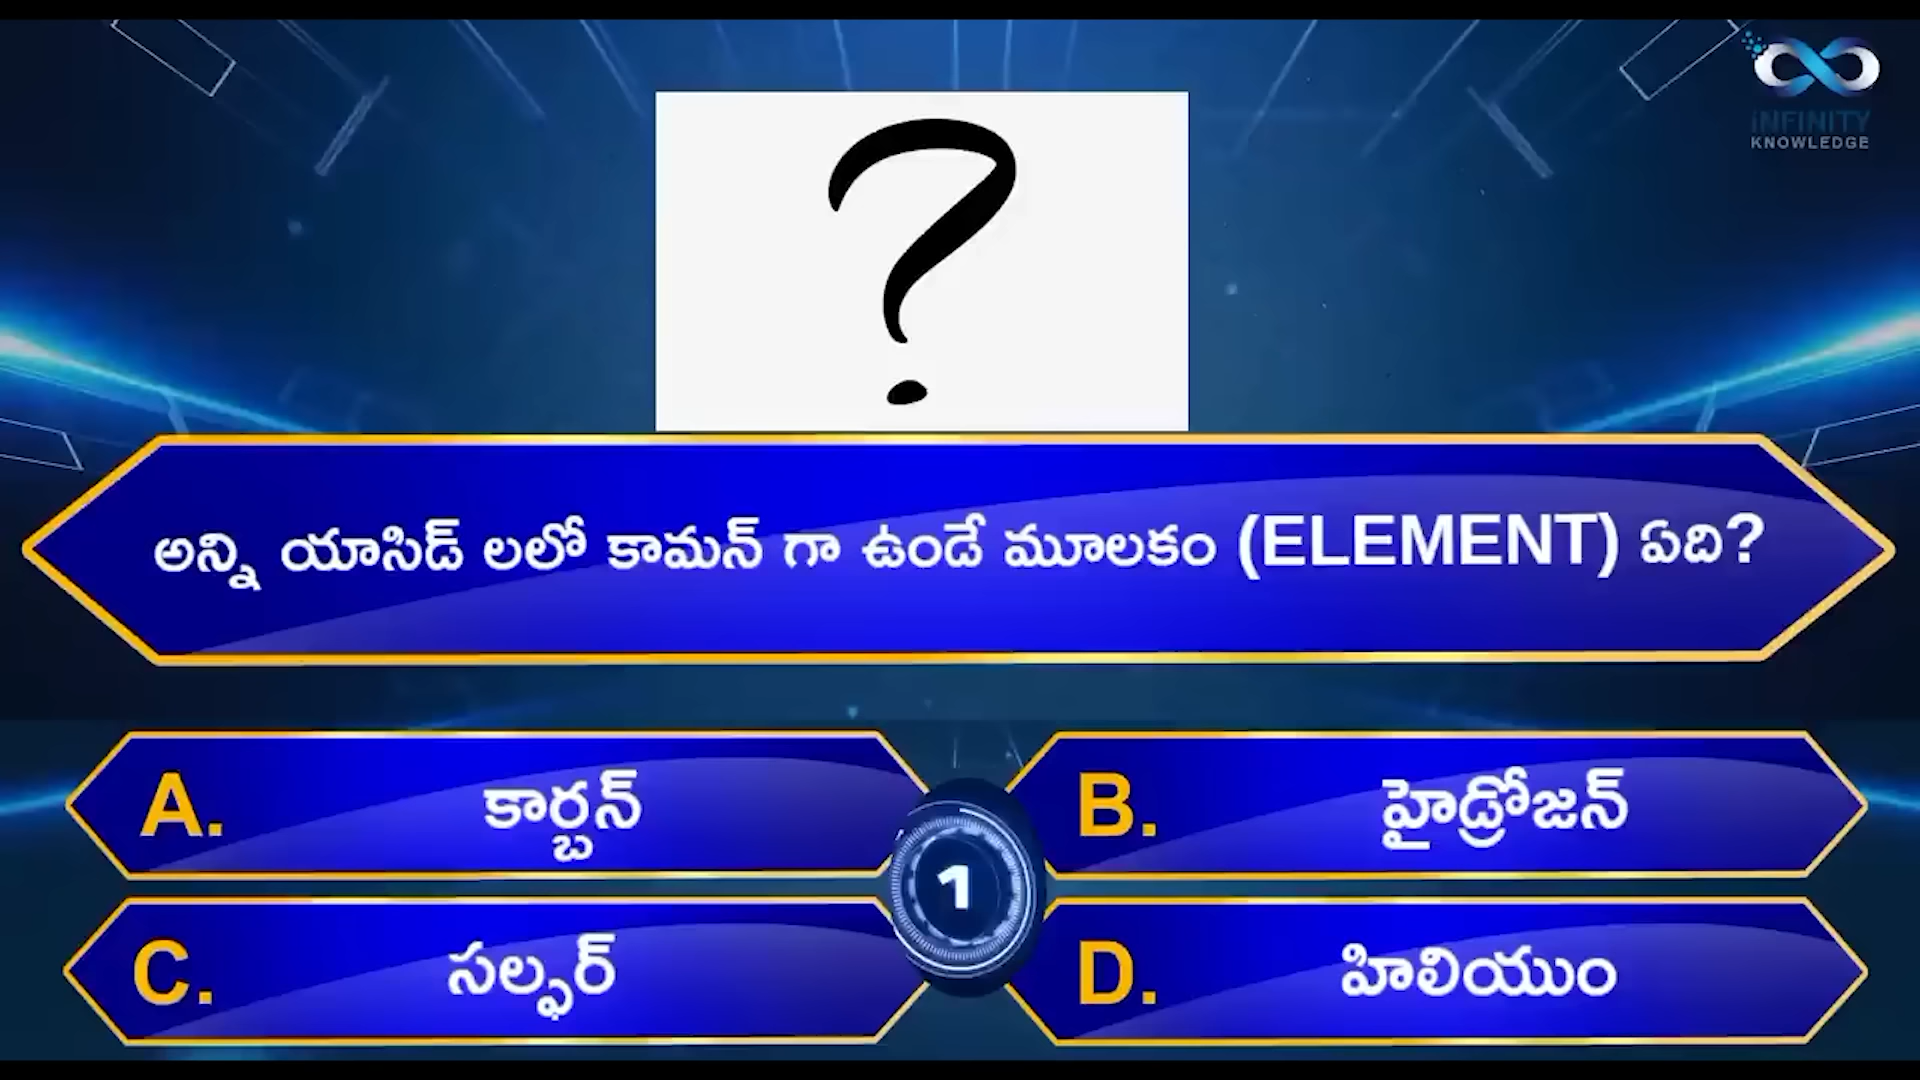 INFINITY
KNOWLEDGE
?
అన్ని యాసిడ్ లలో కామన్ గా ఉండే మూలకం (ELEMENT) ఏది?
A. కార్బన్
B. హైడ్రోజన్
1
C. సల్ఫర్
D. హిలియుం